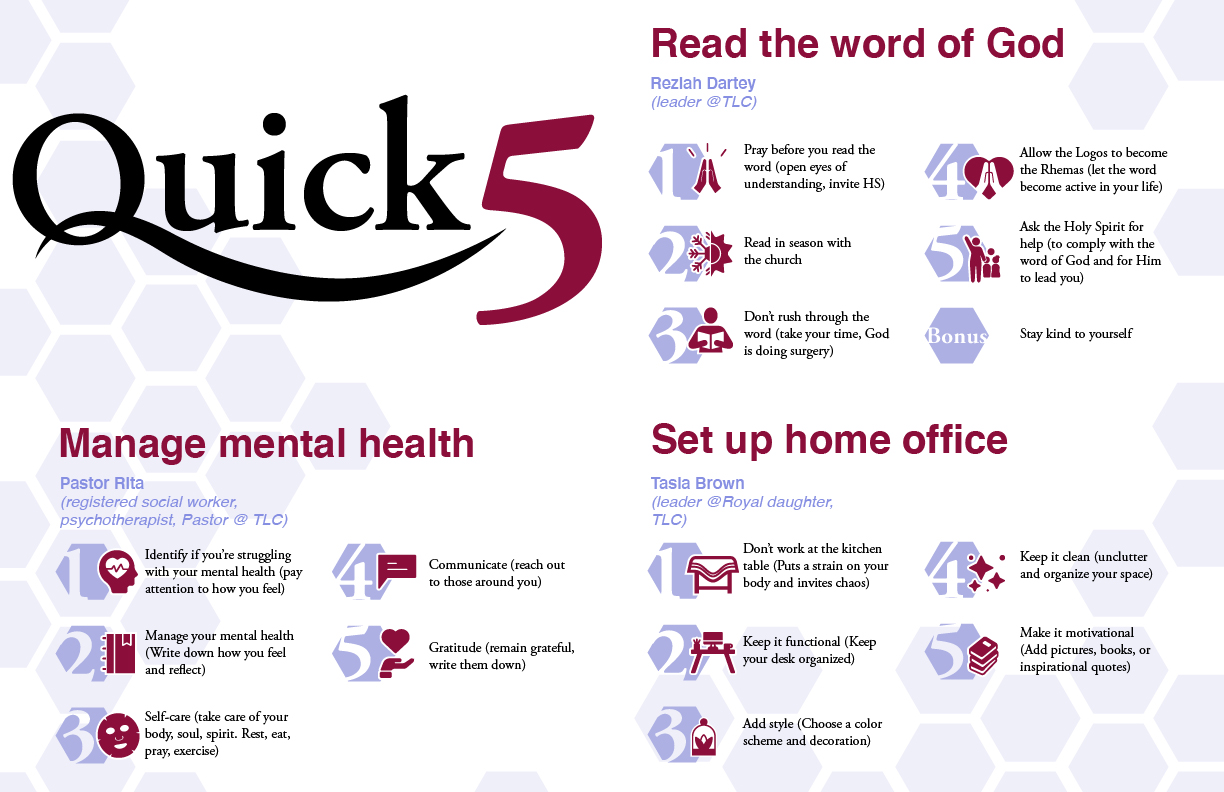 Quick 5
Read the word of God
Reziah Dartey
(leader @TLC)
1
Pray before you read the
word (open eyes of
understanding, invite HS)
2
Read in season with
the church
3
Don't rush through the
word (take your time, God
is doing surgery)
4
Allow the Logos to become
the Rhemas (let the word
become active in your life)
5
Ask the Holy Spirit for
help (to comply with the
word of God and for Him
to lead you)
Bonus
Stay kind to yourself
Manage mental health
Pastor Rita
(registered social worker,
psychotherapist, Pastor @ TLC)
1
Identify if you're struggling
with your mental health (pay
attention to how you feel)
2
Manage your mental health
(Write down how you feel
and reflect)
3
Self-care (take care of your
body, soul, spirit. Rest, eat,
pray, exercise)
4
Communicate (reach out
to those around you)
5
Gratitude (remain grateful,
write them down)
Set up home office
Tasia Brown
(leader @Royal daughter,
TLC)
1
Don't work at the kitchen
table (Puts a strain on your
body and invites chaos)
2
Keep it functional (Keep
your desk organized)
3
Add style (Choose a color
scheme and decoration)
4
Keep it clean (unclutter
and organize your space)
5
Make it motivational
(Add pictures, books, or
inspirational quotes)